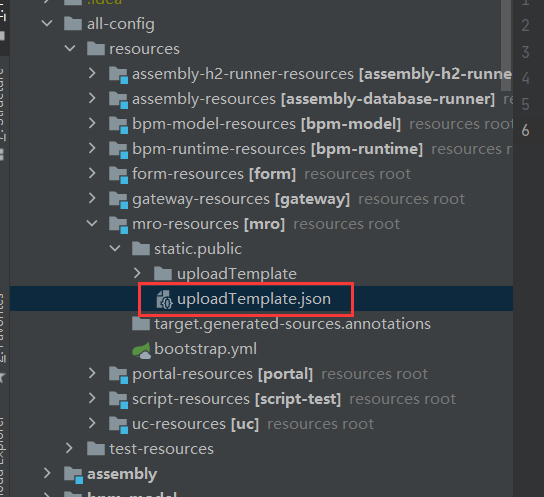 .idea
1
all-config
2
resources
3
assembly-h2-runner-resources [assembly-h2-runne
assembly-resources [assembly-database-runner]
4
bpm-model-resources [bpm-model] resources root
5
bpm-runtime-resources [bpm-runtime] resources
6
form-resources [form] resources root
gateway-resources [gateway] resources root
mro-resources [mro] resources root
static.public
uploadTemplate
uploadTemplate.json
target.generated-sources.annotations
bootstrap.yml
portal-resources [portal] resources root
script-resources [script-test] resources root
uc-resources [uc] resources root
test-resources
assembly
bpm-model
Structure
Favorites